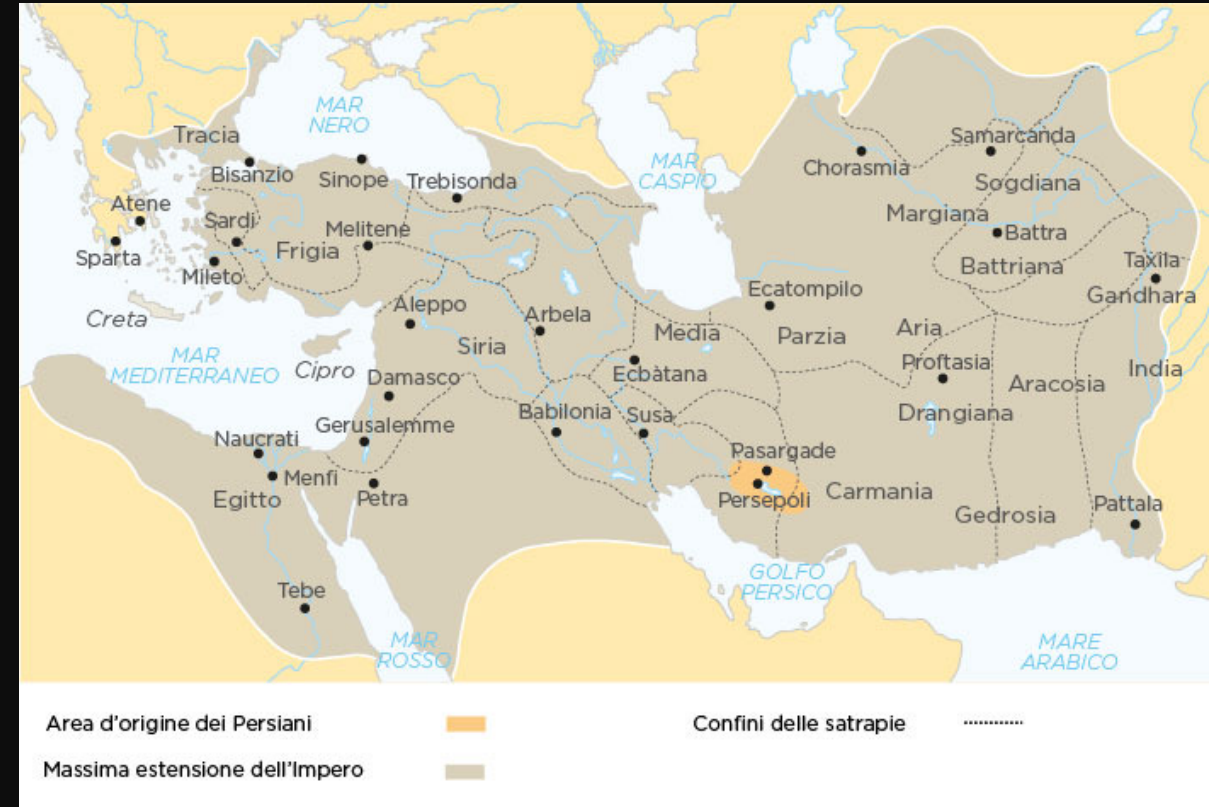 MAR
NERO
Tracia
Bisanzio
Sinope
Trebisonda
MAR
CASPIO
Chorasmia
Samarcanda
Sogdiana
Margiana
Battra
Battriana
Taxila
Gandhara
Atene
Sparta
Sardi
Mileto
Frigia
Melitene
Creta
MAR
MEDITERRANEO
Cipro
Aleppo
Siria
Arbela
Media
Ecbàtana
Ecatompilo
Parzia
Aria
Proftasia
Drangiana
Aracosia
India
Damasco
Gerusalemme
Babilonia
Susa
Naucrati
Menfi
Egitto
Petra
Pasargade
Persepóli
Carmania
Gedrosia
Pattala
Tebe
MAR
ROSSO
GOLFO
PERSICO
MARE
ARABICO
Area d'origine dei Persiani
Confini delle satrapie
Massima estensione dell'Impero